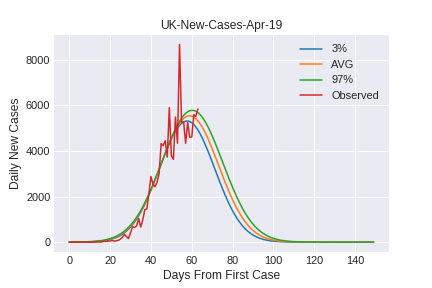 UK-New-Cases-Apr-19
3%
AVG
97%
Observed
8000
6000
4000
2000
0
Daily New Cases
0 20 40 60 80 100 120 140
Days From First Case